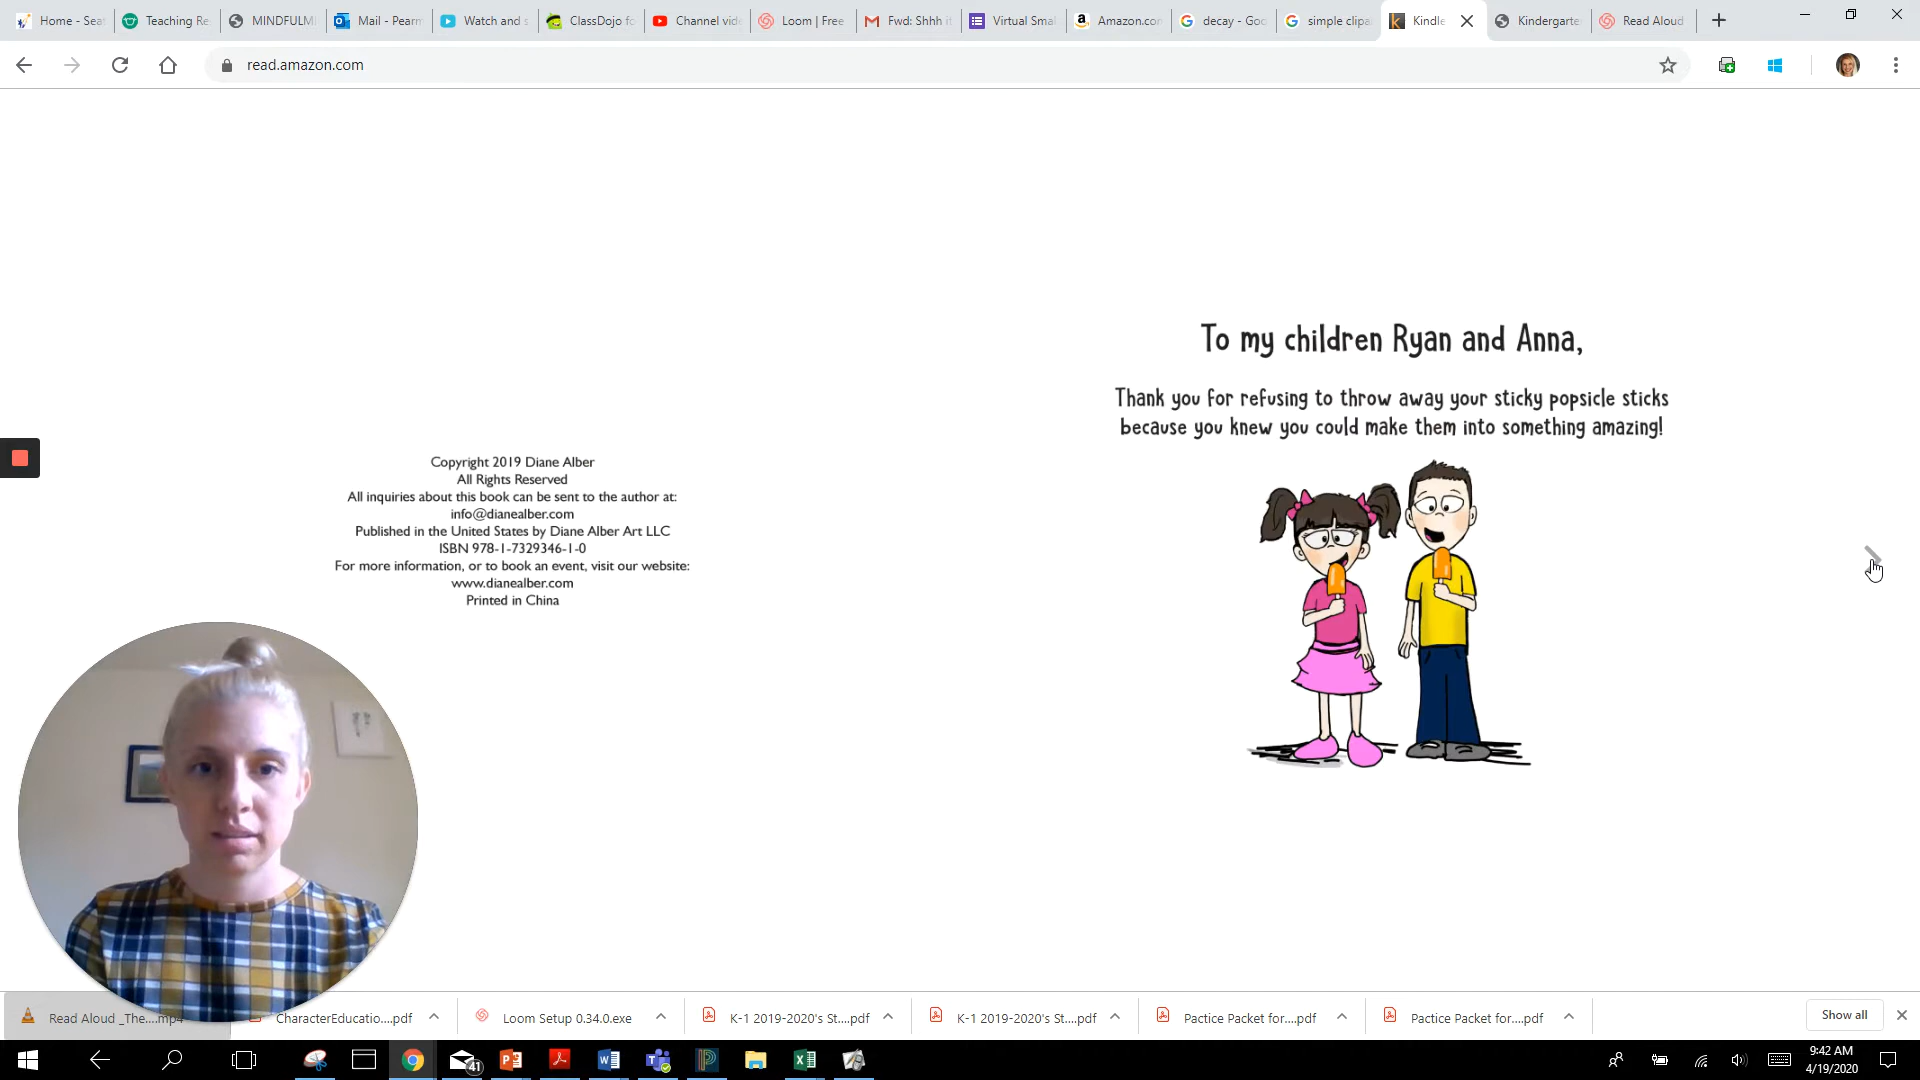 Home - Sea
Teaching Re
MINDFULM
Mail - Pearm
Watch and s
ClassDojo fo
Channel vide
Loom | Free
Fwd: Shhh it
Virtual Smal
Amazon.con
decay - Goo
simple clipa
Kindle
Kindergarte
Read Aloud
read.amazon.com
Copyright 2019 Diane Alber
All Rights Reserved
All inquiries about this book can be sent to the author at:
info@dianealber.com
Published in the United States by Diane Alber Art LLC
ISBN 978-1-7329346-1-0
For more information, or to book an event, visit our website:
www.dianealber.com
Printed in China
To my children Ryan and Anna,
Thank you for refusing to throw away your sticky popsicle sticks
because you knew you could make them into something amazing!
Read Aloud _The....mp4
CharacterEducatio....pdf
Loom Setup 0.34.0.exe
K-1 2019-2020's St....pdf
K-1 2019-2020's St....pdf
Pactice Packet for....pdf
Pactice Packet for....pdf
Show all
41
9:42 AM
4/19/2020